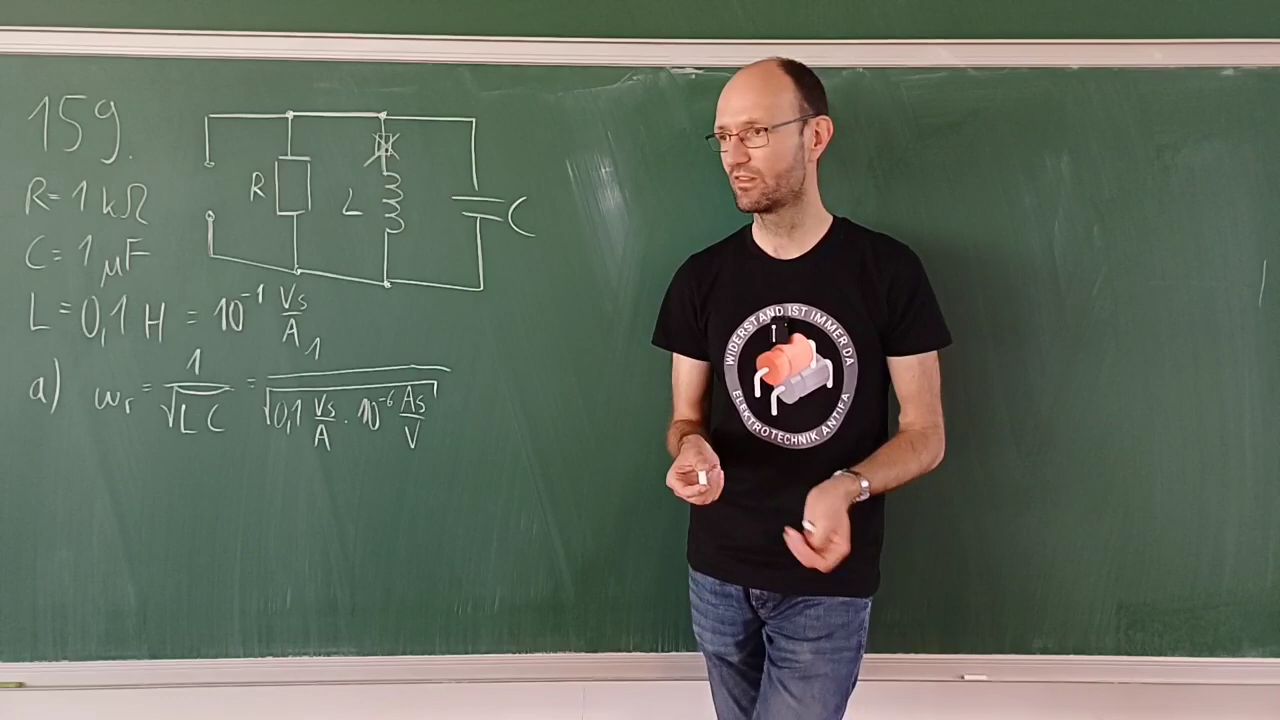 159.
R = 1 kΩ
C = 1 µF
L = 0,1 H = 10⁻¹ Vs/A
a) ωr = 1/√(L C) = 1/√(0,1 Vs/A · 10⁻⁶ As/V)
R
L
C
WIDERSTAND IST IMMER DA
ELEKTROTECHNIK ANTIFA